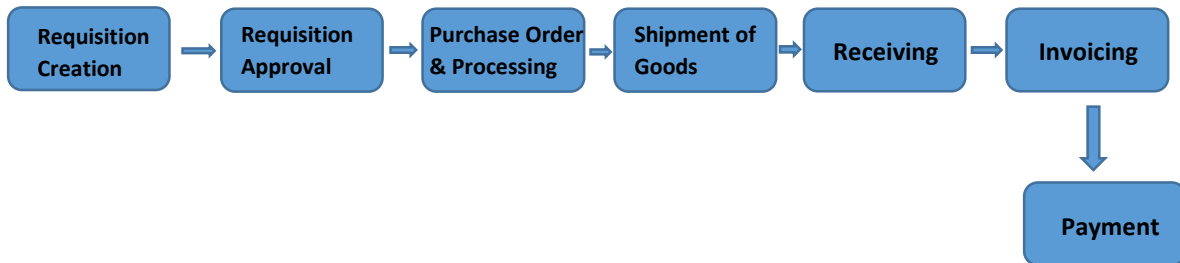 Requisition
Creation
Requisition
Approval
Purchase Order
& Processing
Shipment of
Goods
Receiving
Invoicing
Payment